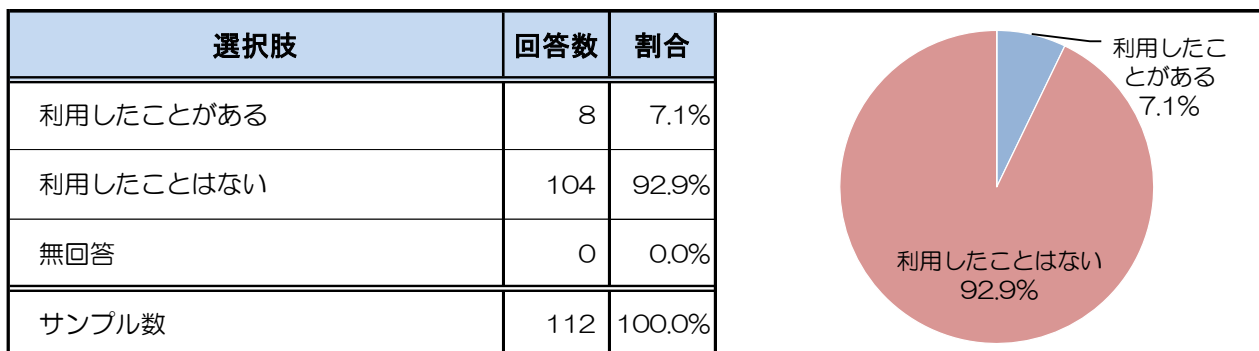 選択肢 回答数 割合
利用したことがある 8 7.1%
利用したことはない 104 92.9%
無回答 0 0.0%
サンプル数 112 100.0%
利用したこ
とがある
7.1%
利用したことはない
92.9%